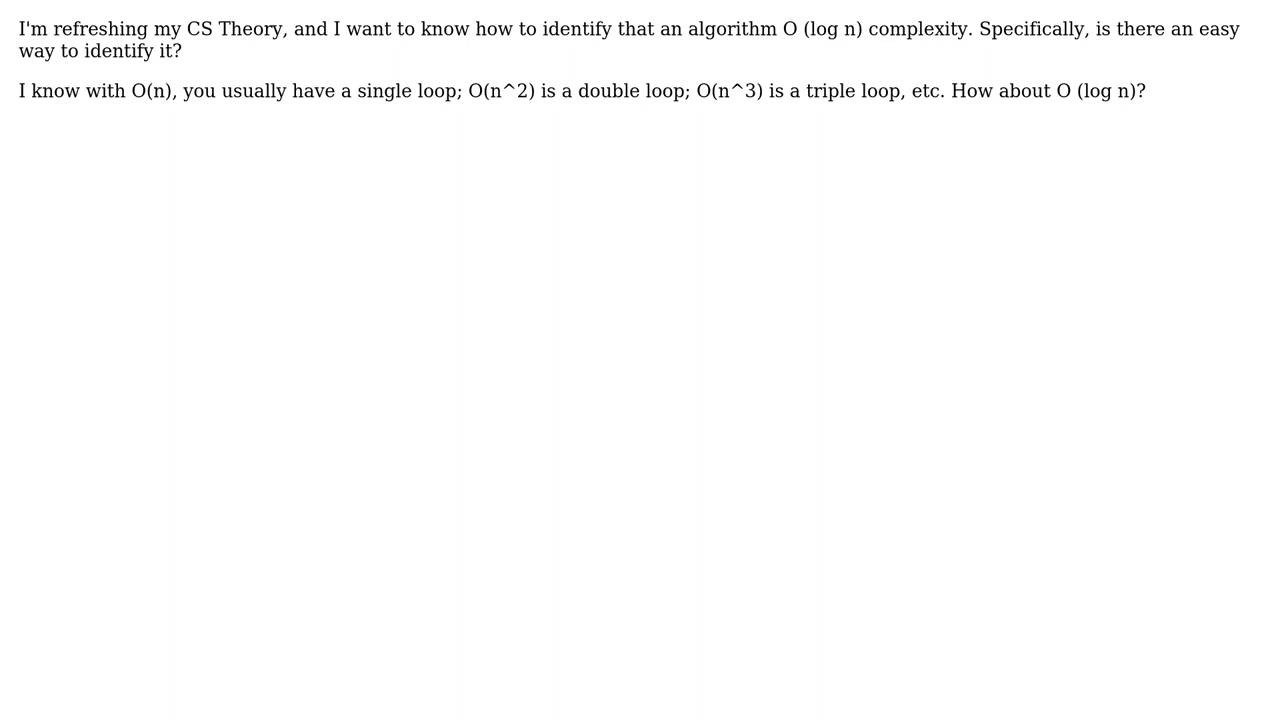 I'm refreshing my CS Theory, and I want to know how to identify that an algorithm O (log n) complexity. Specifically, is there an easy
way to identify it?
I know with O(n), you usually have a single loop; O(n^2) is a double loop; O(n^3) is a triple loop, etc. How about O (log n)?